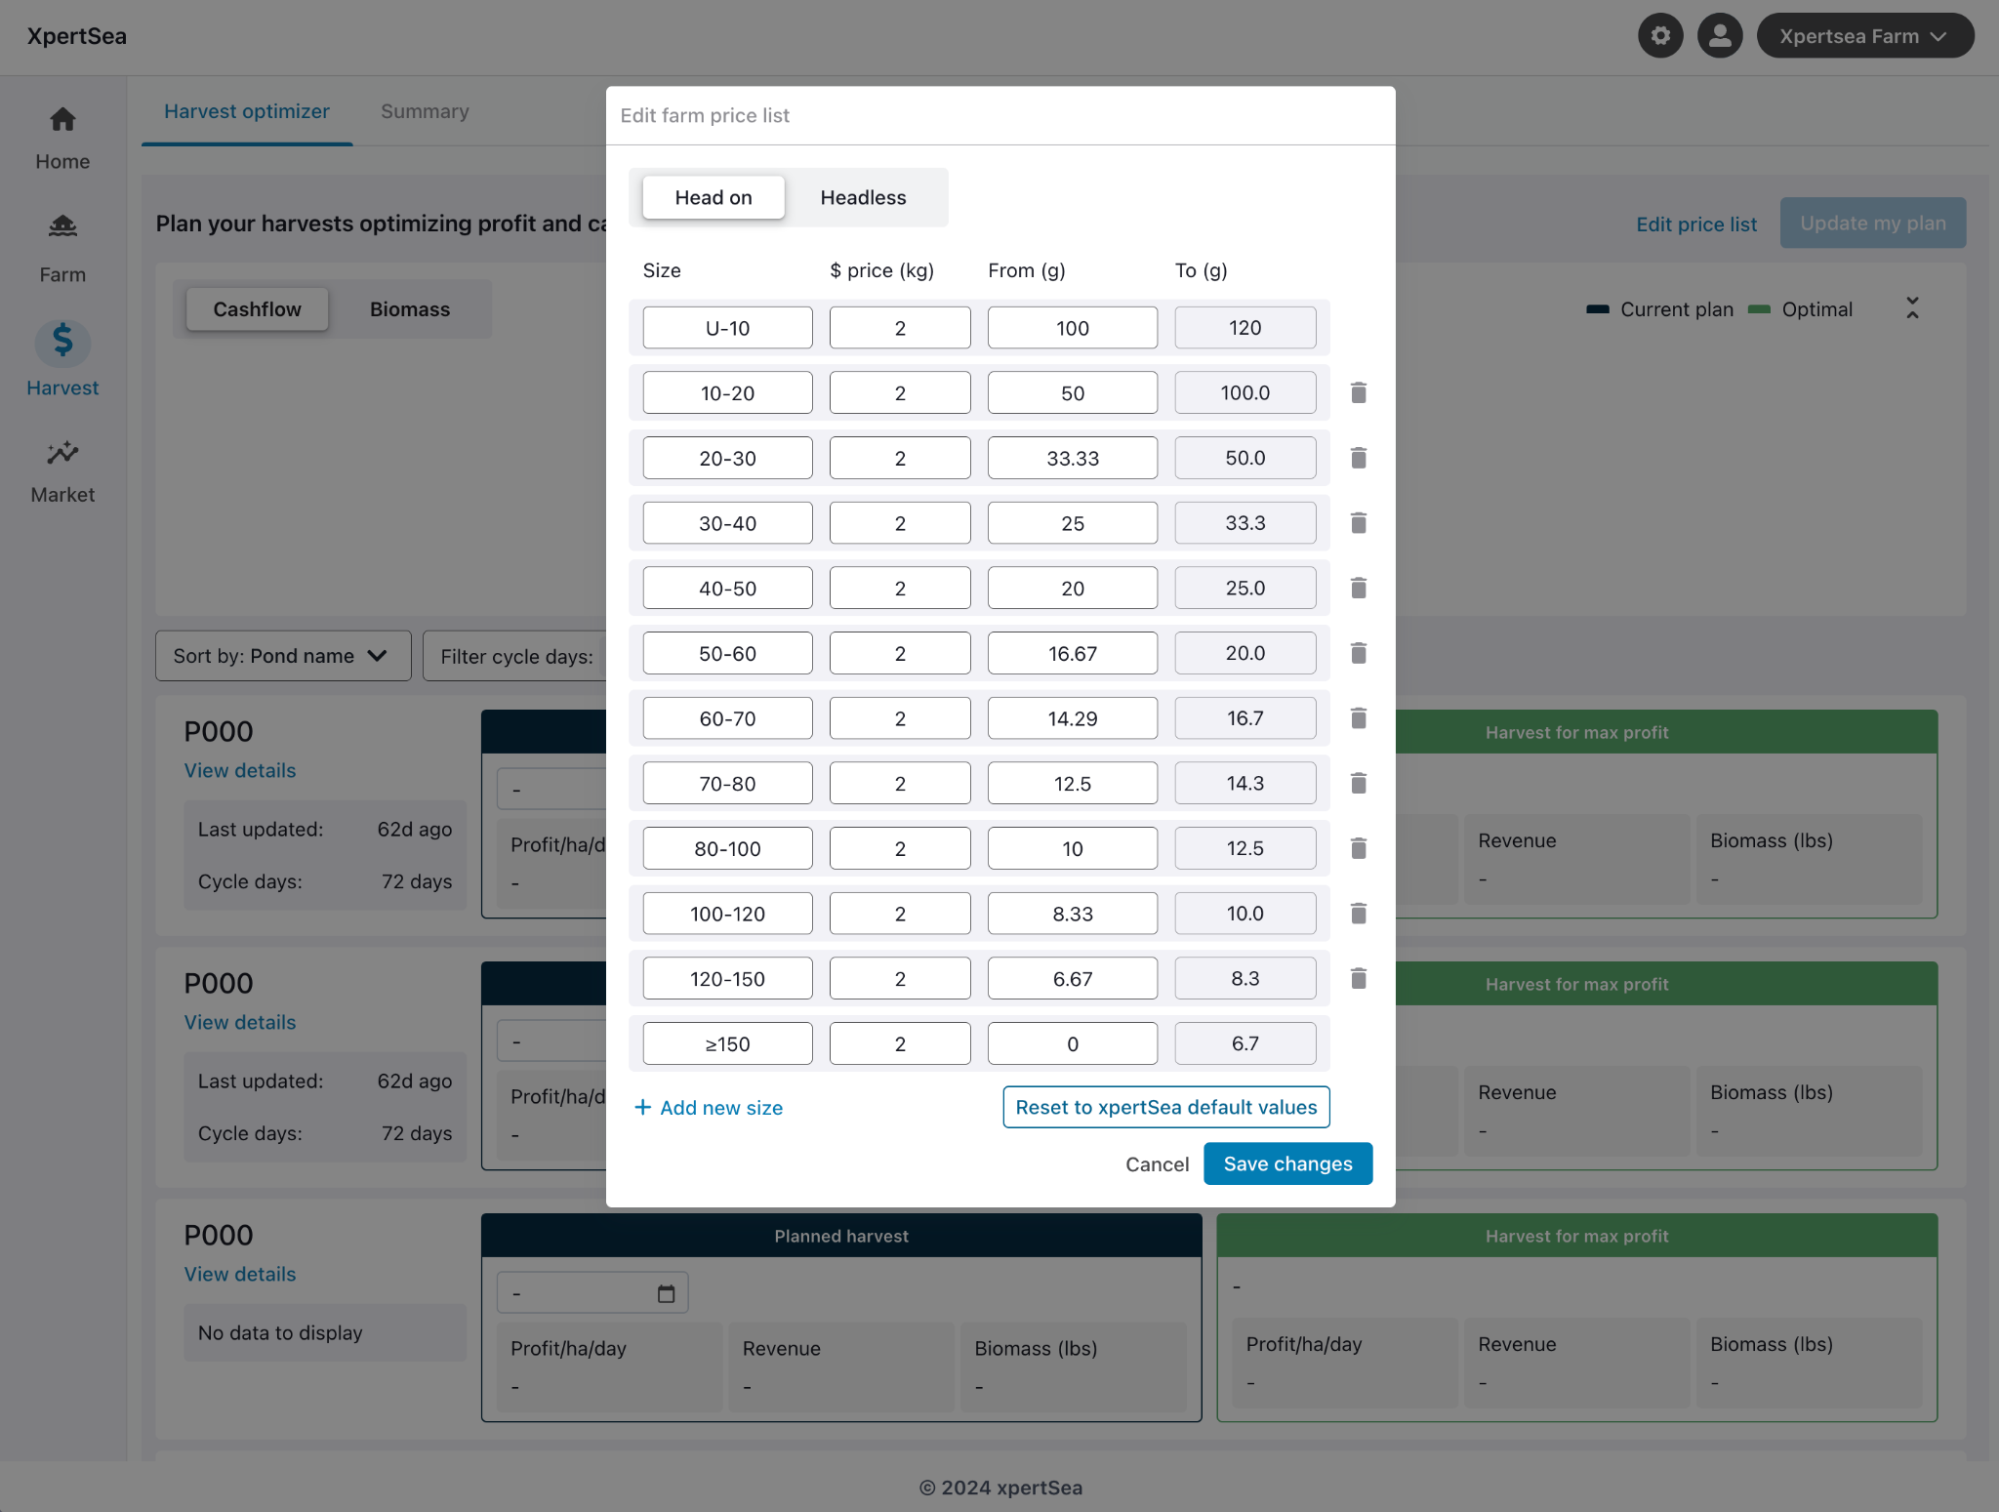 XpertSea
Xpertsea Farm
Home
Farm
Harvest
Market
Harvest optimizer Summary
Plan your harvests optimizing profit and
Edit price list Update my plan
Cashflow Biomass
Current plan Optimal
Edit farm price list
Head on Headless
Size $ price (kg) From (g) To (g)
U-10 2 100 120
10-20 2 50 100.0
20-30 2 33.33 50.0
30-40 2 25 33.3
40-50 2 20 25.0
50-60 2 16.67 20.0
60-70 2 14.29 16.7
70-80 2 12.5 14.3
80-100 2 10 12.5
100-120 2 8.33 10.0
120-150 2 6.67 8.3
≥150 2 0 6.7
+ Add new size Reset to xpertSea default values
Cancel Save changes
Sort by: Pond name Filter cycle days:
P000
View details
Last updated: 62d ago
Cycle days: 72 days
-
Profit/ha/d
-
Harvest for max profit
Revenue Biomass (lbs)
- -
P000
View details
Last updated: 62d ago
Cycle days: 72 days
-
Profit/ha/d
-
Harvest for max profit
Revenue Biomass (lbs)
- -
P000
View details
No data to display
Planned harvest
-
Profit/ha/day Revenue Biomass (lbs)
- - -
Harvest for max profit
-
Profit/ha/day Revenue Biomass (lbs)
- - -
© 2024 xpertSea